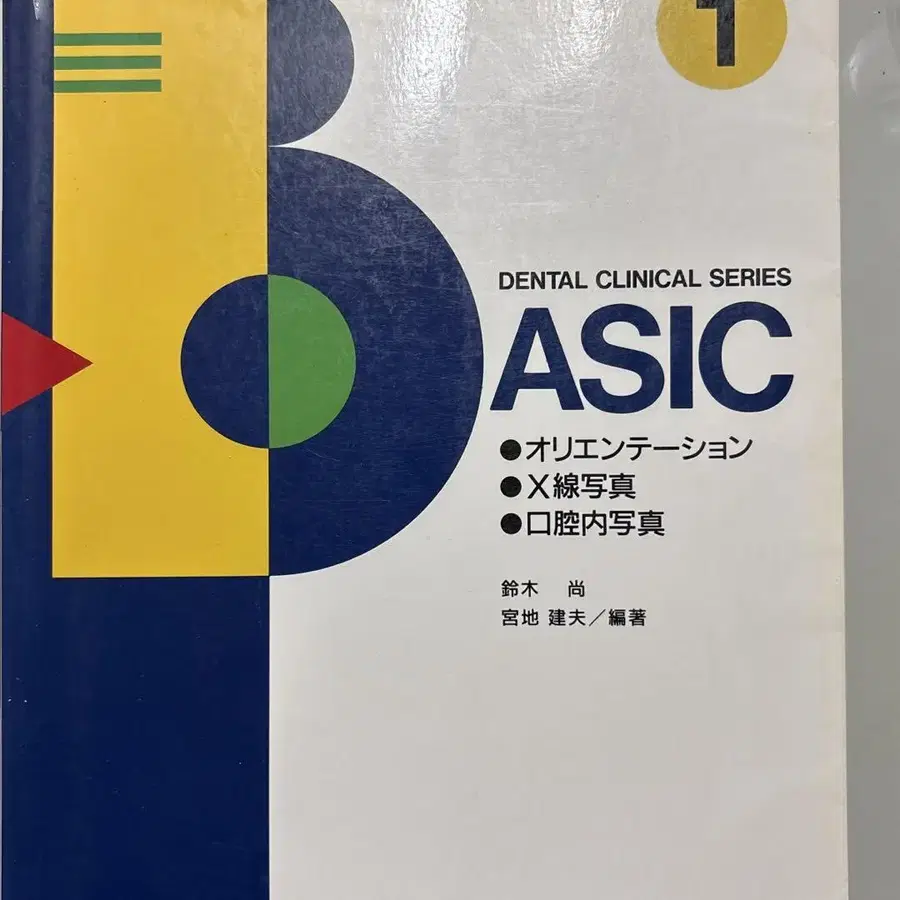 1
DENTAL CLINICAL SERIES
BASIC
●オリエンテーション
●X線写真
●口腔内写真
鈴木 尚
宮地 建夫／編著